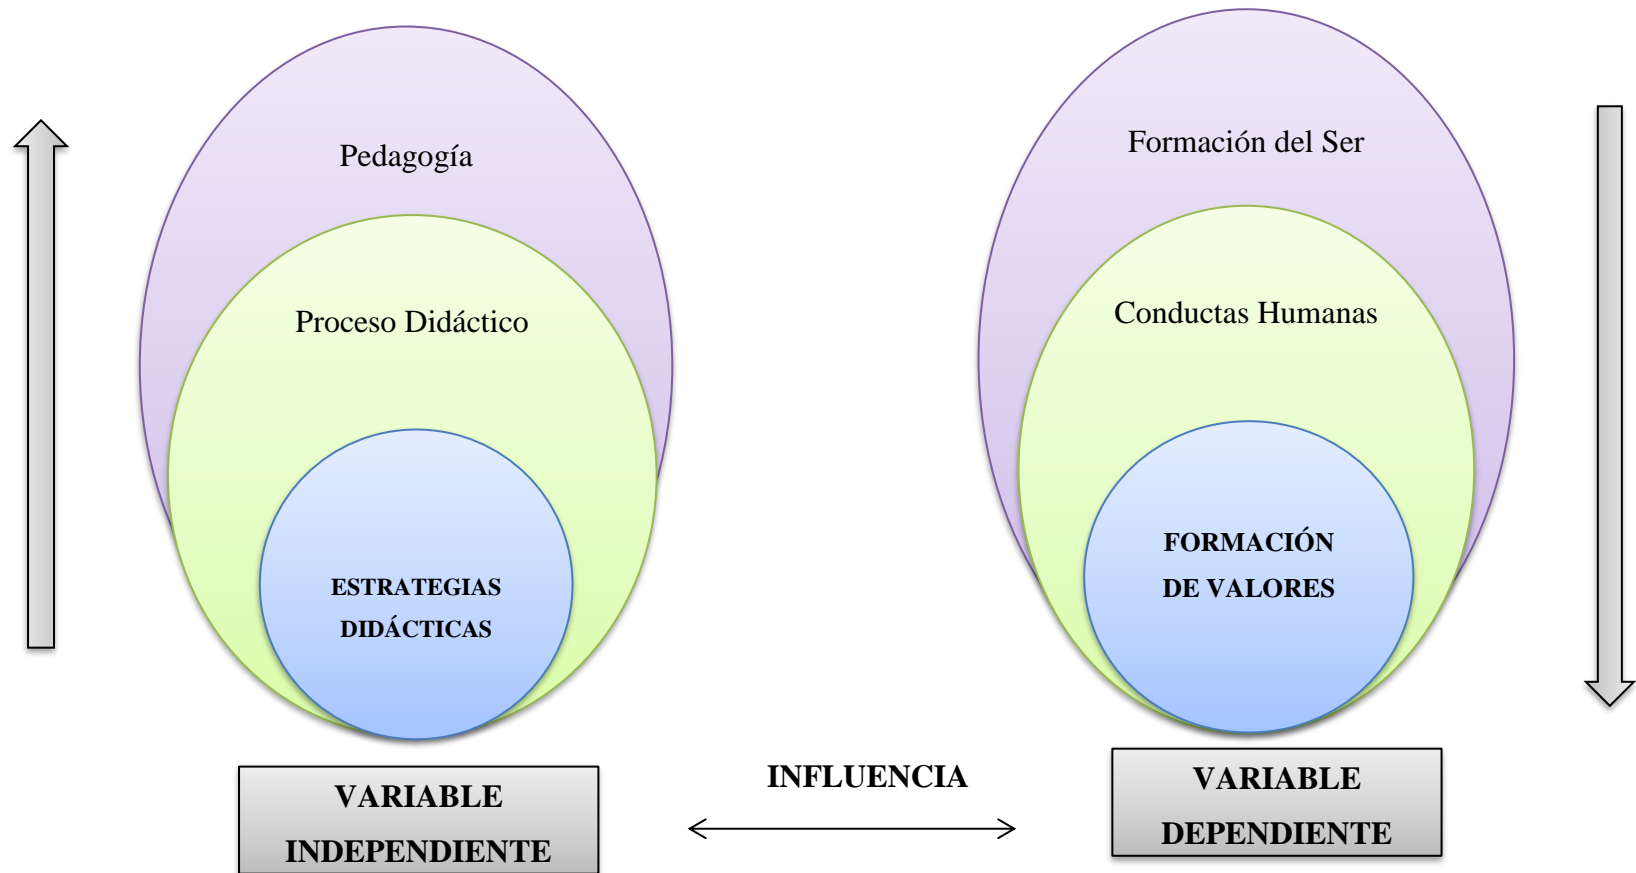 Pedagogía
Proceso Didáctico
ESTRATEGIAS
DIDÁCTICAS
VARIABLE
INDEPENDIENTE
INFLUENCIA
Formación del Ser
Conductas Humanas
FORMACIÓN
DE VALORES
VARIABLE
DEPENDIENTE